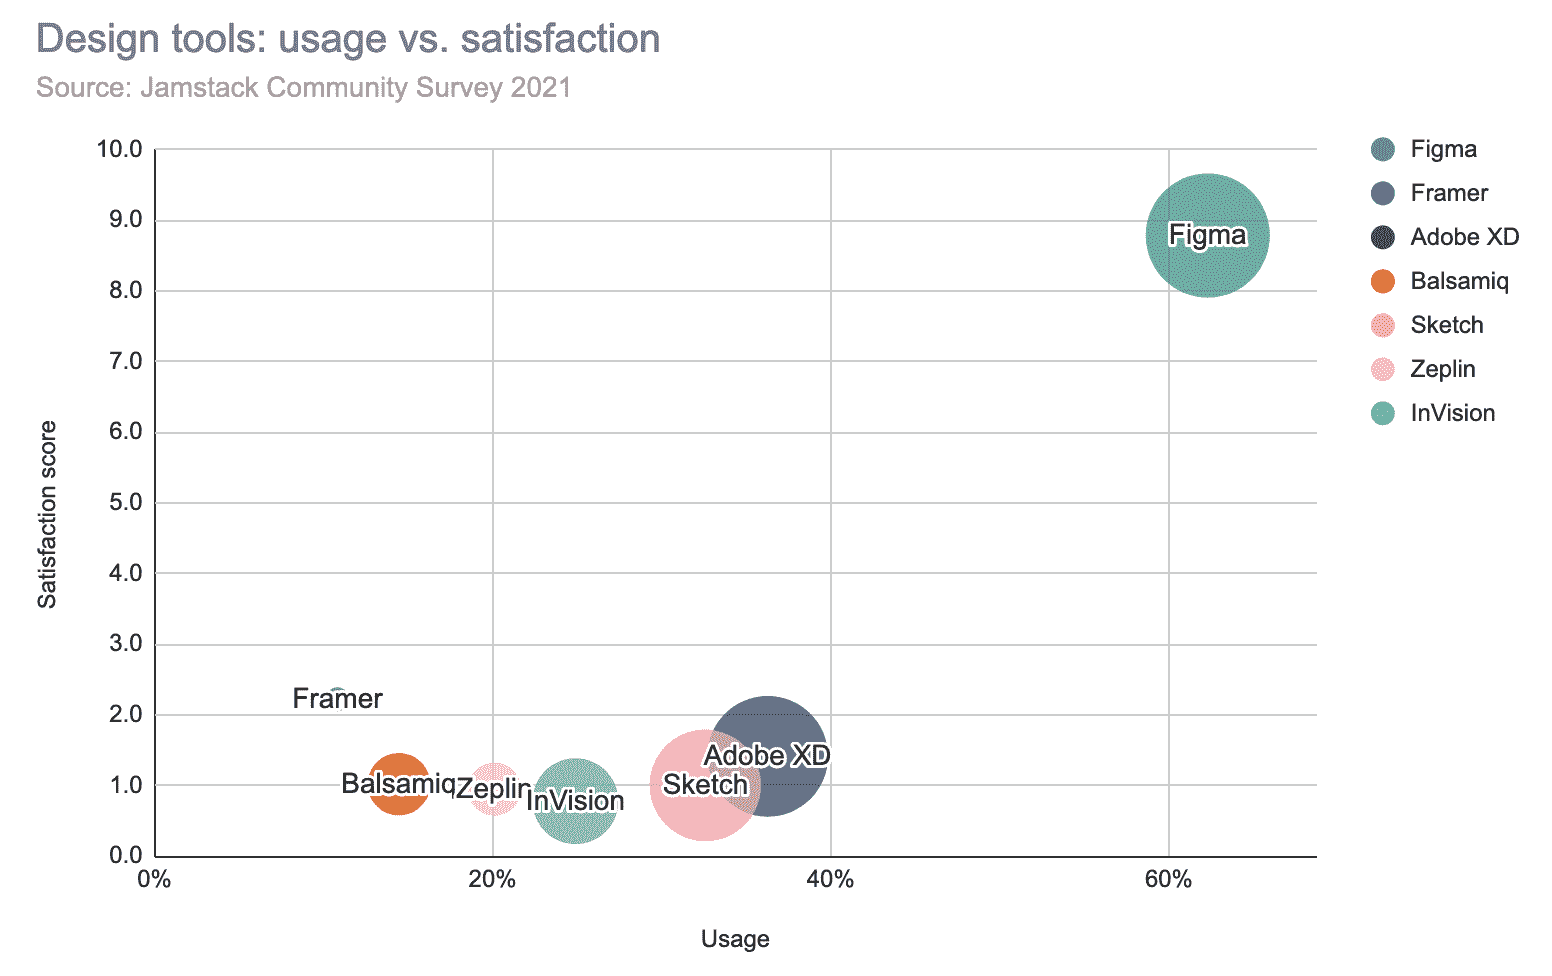 Design tools: usage vs. satisfaction
Source: Jamstack Community Survey 2021
10.0
9.0
8.0
7.0
6.0
5.0
4.0
3.0
2.0
1.0
0.0
Satisfaction score
0%
20%
40%
60%
Usage
Figma
Framer
Adobe XD
Balsamiq
Zeplin
InVision
Sketch
Figma
Framer
Adobe XD
Balsamiq
Sketch
Zeplin
InVision